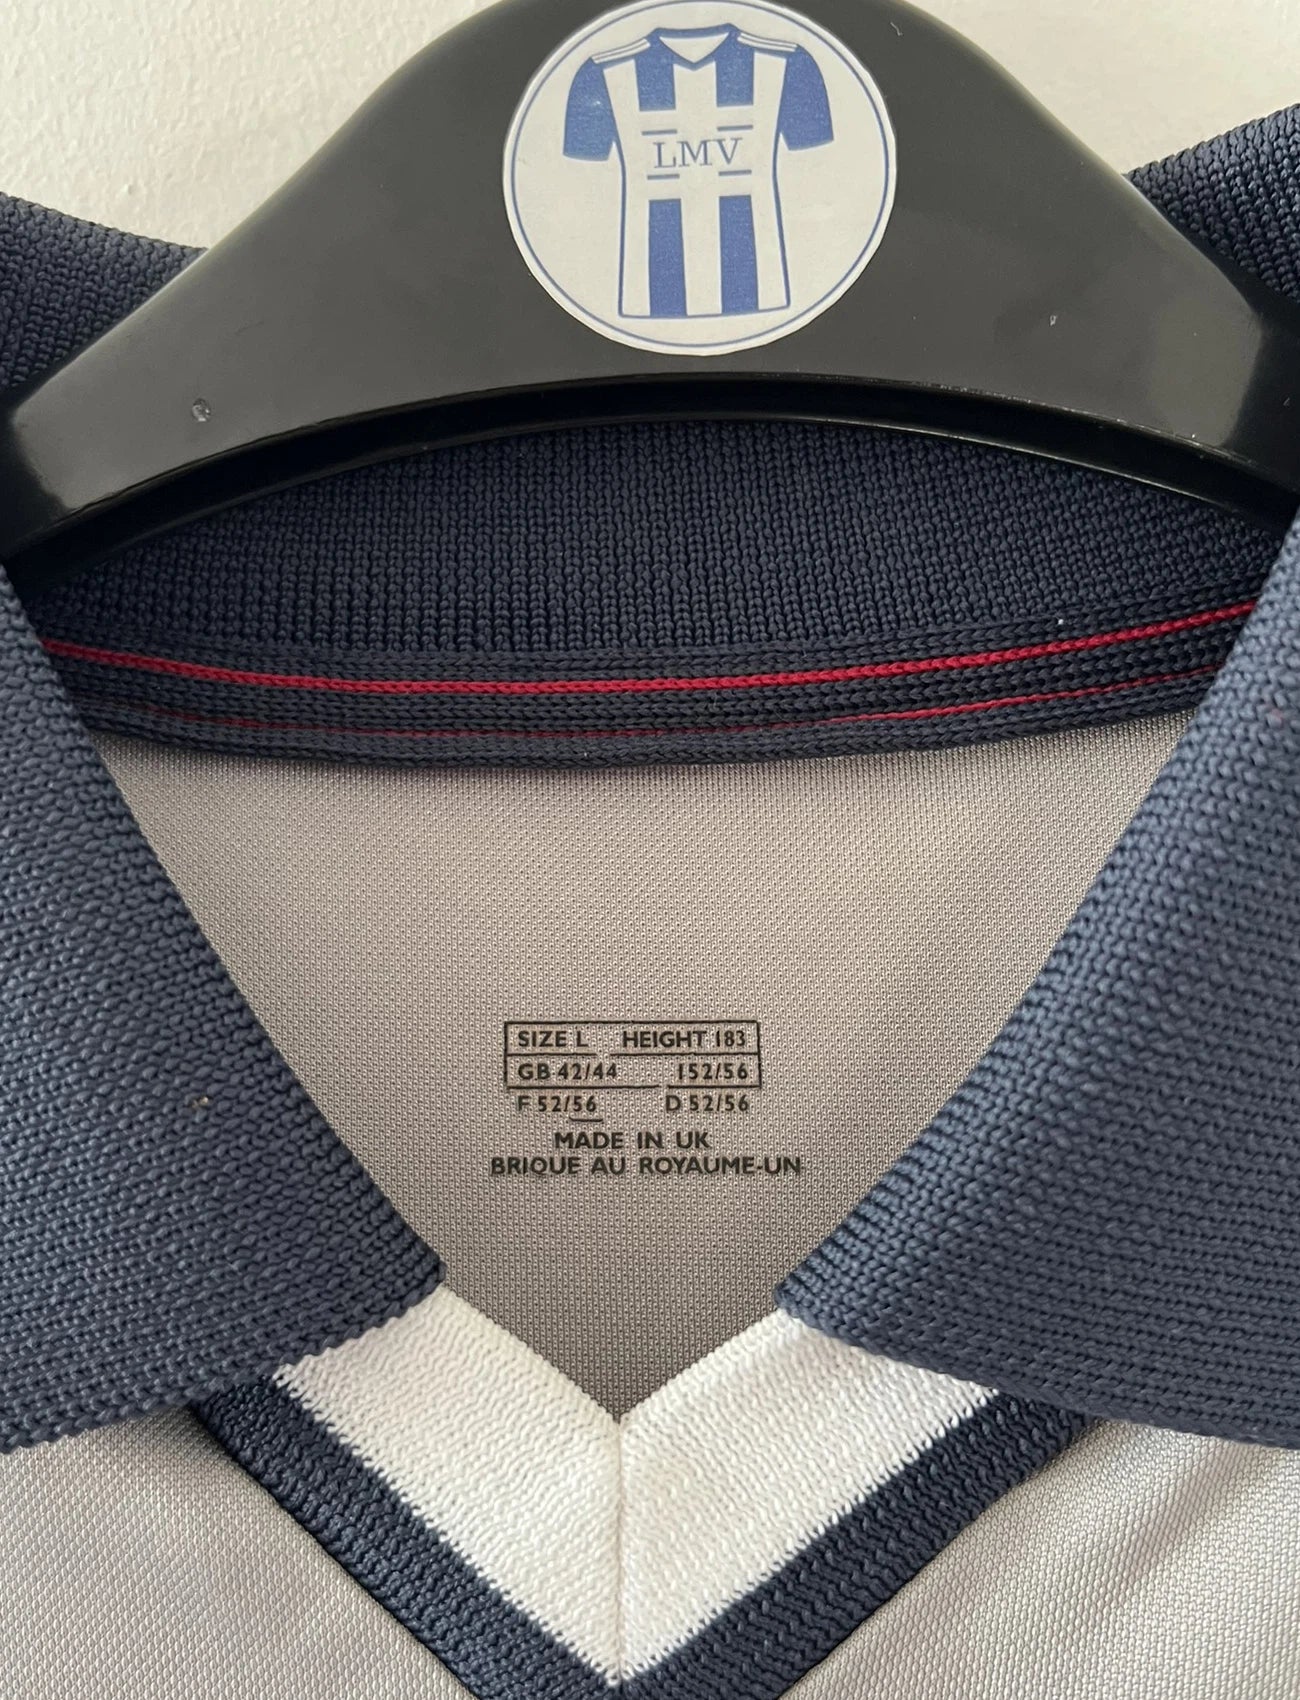 LMV
SIZE L HEIGHT 183
GB 42/44 152/56
F 52/56 D 52/56
MADE IN UK
BRIQUE AU ROYAUME-UN